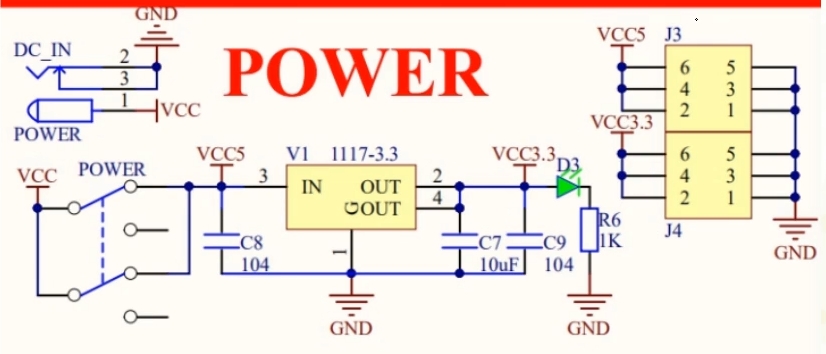 GND
DC_IN
2
3
1
VCC
POWER
POWER
VCC5
J3
6 5
4 3
2 1
VCC3.3
6 5
4 3
2 1
J4
GND
VCC
POWER
VCC5
V1 1117-3.3
VCC3.3
D3
3
IN OUT
2
G OUT
4
1
C8
104
C7
10uF
C9
104
R6
1K
GND
GND